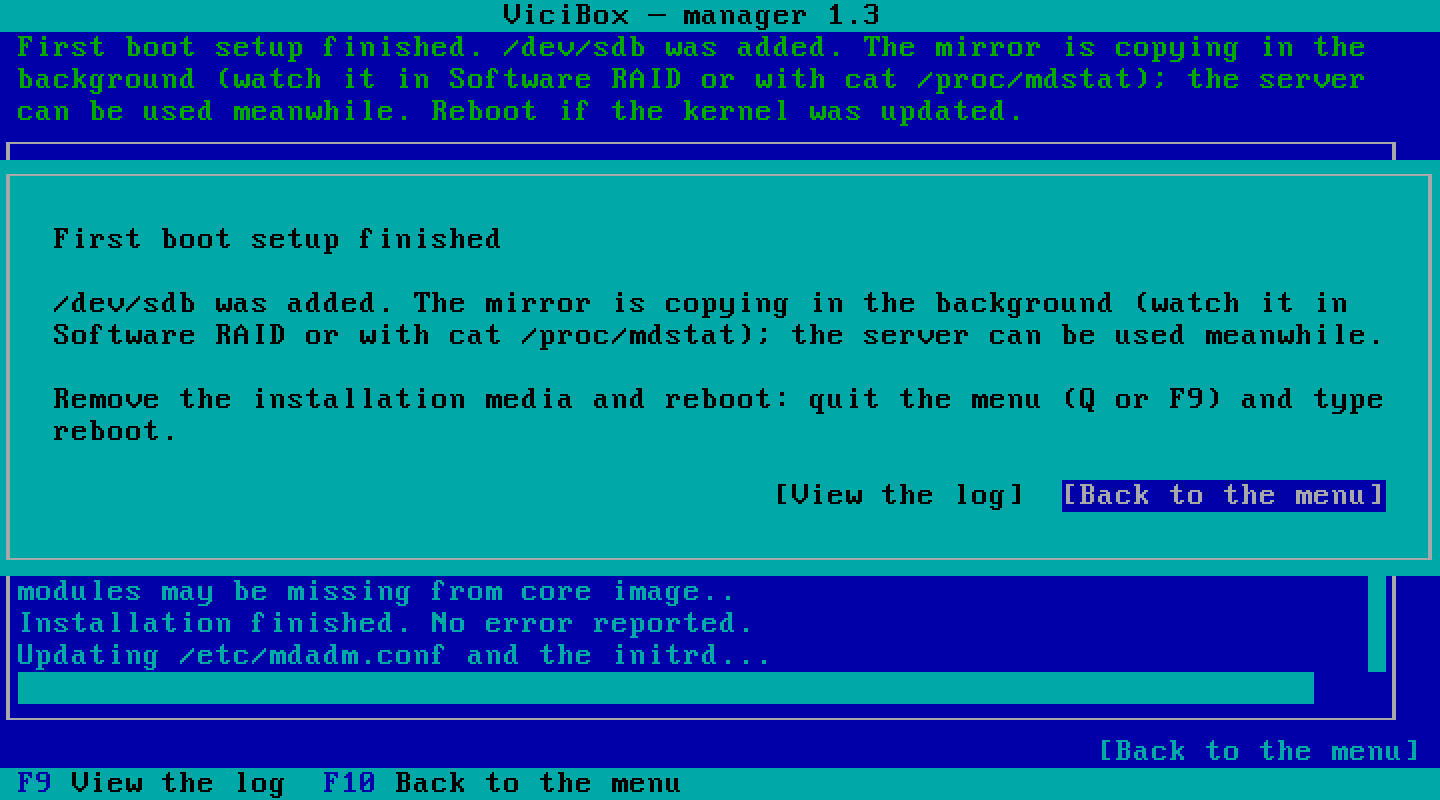 ViciBox — manager 1.3
First boot setup finished. /dev/sdb was added. The mirror is copying in the
background (watch it in Software RAID or with cat /proc/mdstat); the server
can be used meanwhile. Reboot if the kernel was updated.
First boot setup finished
/dev/sdb was added. The mirror is copying in the background (watch it in
Software RAID or with cat /proc/mdstat); the server can be used meanwhile.
Remove the installation media and reboot: quit the menu (Q or F9) and type
reboot.
[View the log] [Back to the menu]
modules may be missing from core image..
Installation finished. No error reported.
Updating /etc/mdadm.conf and the initrd...
[Back to the menu]
F9 View the log F10 Back to the menu